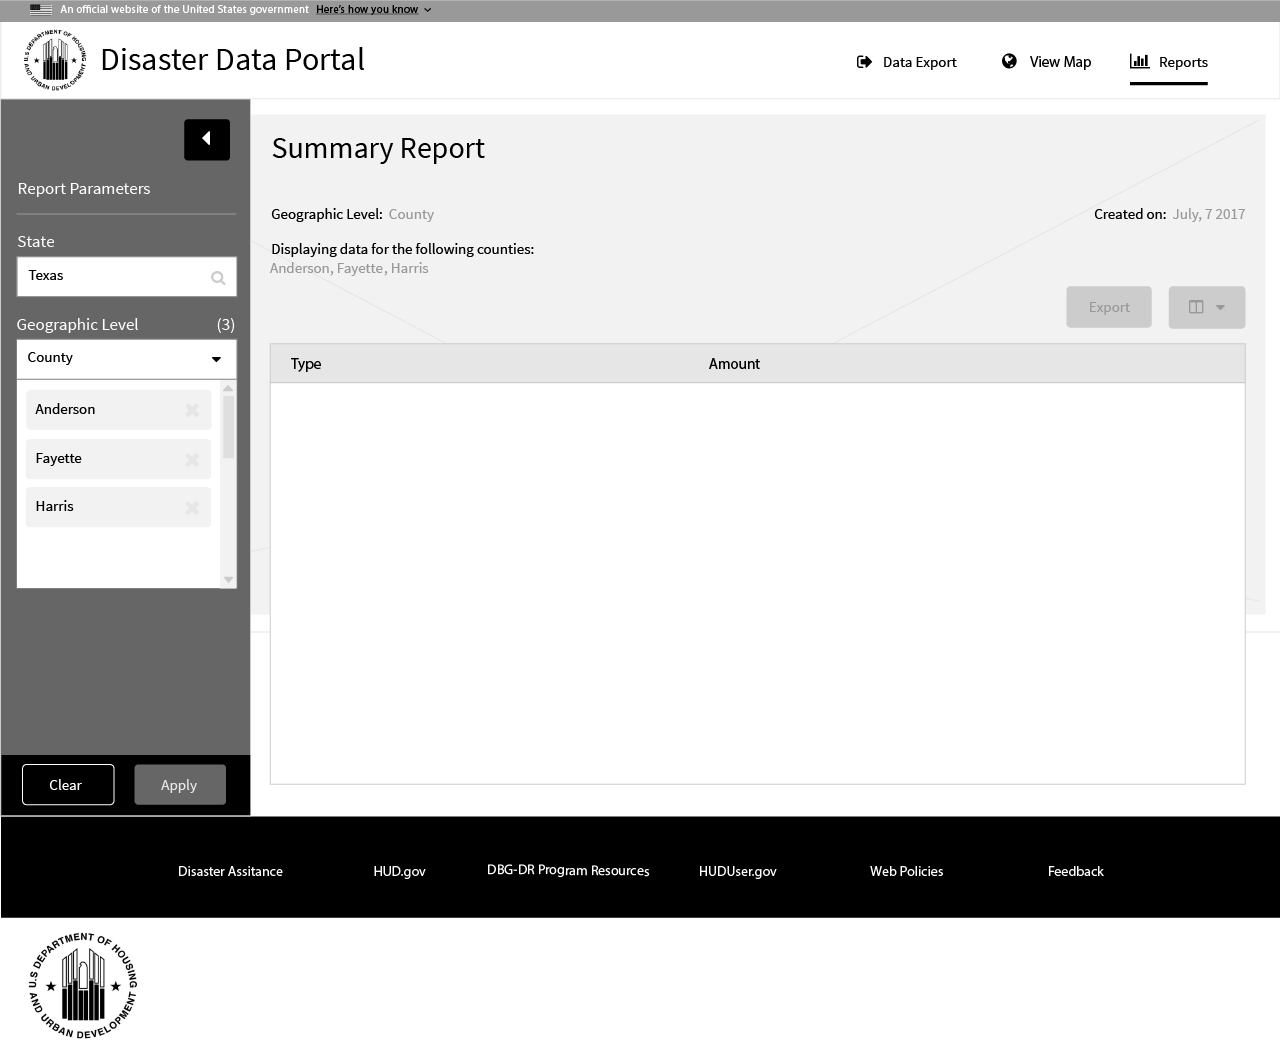 An official website of the United States government Here's how you know
U.S DEPARTMENT OF HOUSING AND URBAN DEVELOPMENT
Disaster Data Portal
Data Export
View Map
Reports
Report Parameters
State
Texas
Geographic Level (3)
County
Anderson
Fayette
Harris
Clear
Apply
Summary Report
Geographic Level: County
Created on: July, 7 2017
Displaying data for the following counties:
Anderson, Fayette, Harris
Export
Type
Amount
Disaster Assitance
HUD.gov
DBG-DR Program Resources
HUDUser.gov
Web Policies
Feedback
U.S DEPARTMENT OF HOUSING AND URBAN DEVELOPMENT